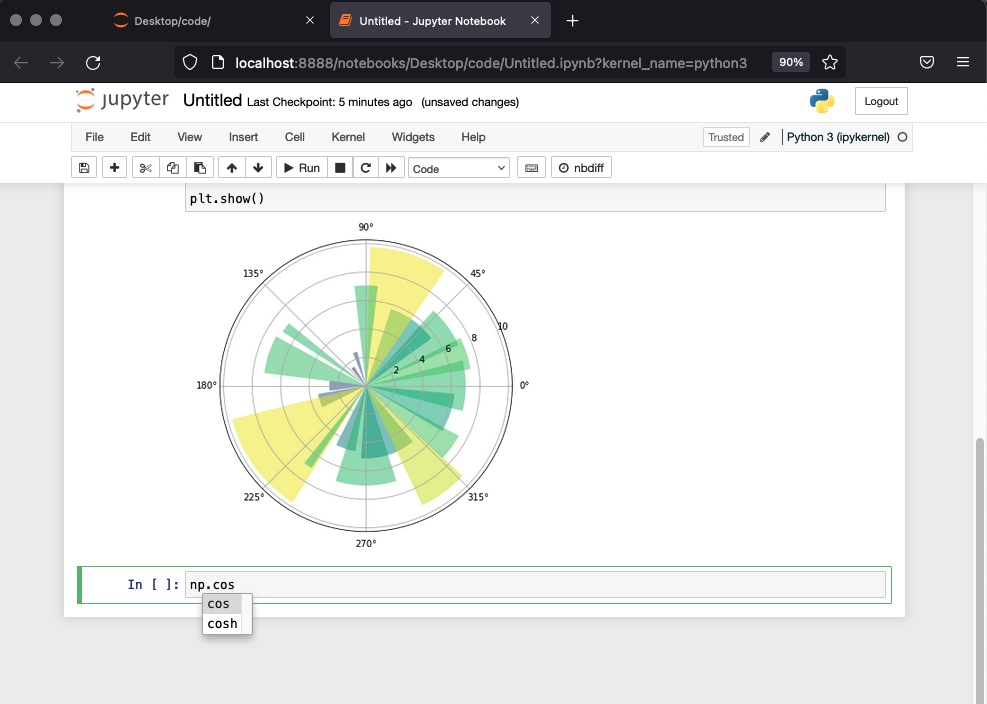 Desktop/code/ Untitled - Jupyter Notebook
localhost:8888/notebooks/Desktop/code/Untitled.ipynb?kernel_name=python3 90%
jupyter Untitled Last Checkpoint: 5 minutes ago (unsaved changes) Logout
File Edit View Insert Cell Kernel Widgets Help Trusted Python 3 (ipykernel)
Run Code nbdiff
plt.show()
90°
135° 45°
10
8
6
4
2
180° 0°
225° 315°
270°
In [ ]: np.cos
cos
cosh